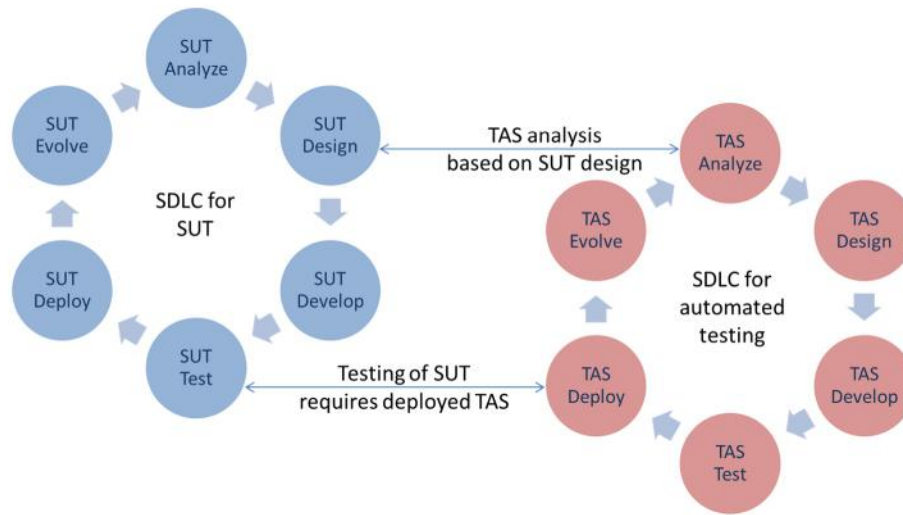 SUT
Analyze
SUT
Evolve
SUT
Design
SDLC for
SUT
SUT
Deploy
SUT
Develop
SUT
Test
TAS analysis
based on SUT design
Testing of SUT
requires deployed TAS
TAS
Analyze
TAS
Evolve
TAS
Design
SDLC for
automated
testing
TAS
Deploy
TAS
Develop
TAS
Test